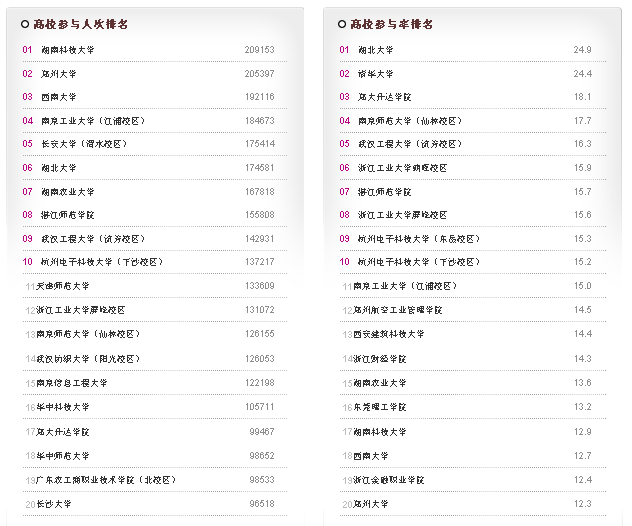 高校参与人次排名
01 湖南科技大学 209153
02 郑州大学 205397
03 西南大学 192116
04 南京工业大学（江浦校区） 184673
05 长安大学（渭水校区） 175414
06 湖北大学 174581
07 湖南农业大学 167818
08 湛江师范学院 155808
09 武汉工程大学（流芳校区） 142931
10 杭州电子科技大学（下沙校区） 137217
11 天津师范大学 133609
12 浙江工业大学屏峰校区 131072
13 南京师范大学（仙林校区） 126155
14 武汉纺织大学（阳光校区） 126053
15 南京信息工程大学 122198
16 华中科技大学 105711
17 郑大升达学院 99467
18 华中师范大学 98652
19 广东农工商职业技术学院（北校区） 98533
20 长沙大学 96518
高校参与率排名
01 湖北大学 24.9
02 清华大学 24.4
03 郑大升达学院 18.1
04 南京师范大学（仙林校区） 17.7
05 武汉工程大学（流芳校区） 16.3
06 浙江工业大学朝晖校区 15.9
07 湛江师范学院 15.7
08 浙江工业大学屏峰校区 15.6
09 杭州电子科技大学（东岳校区） 15.3
10 杭州电子科技大学（下沙校区） 15.2
11 南京工业大学（江浦校区） 15.0
12 郑州航空工业管理学院 14.5
13 西安建筑科技大学 14.4
14 浙江财经学院 14.3
15 湖南农业大学 13.6
16 东莞理工学院 13.2
17 湖南科技大学 12.9
18 西南大学 12.7
19 浙江金融职业学院 12.4
20 郑州大学 12.3